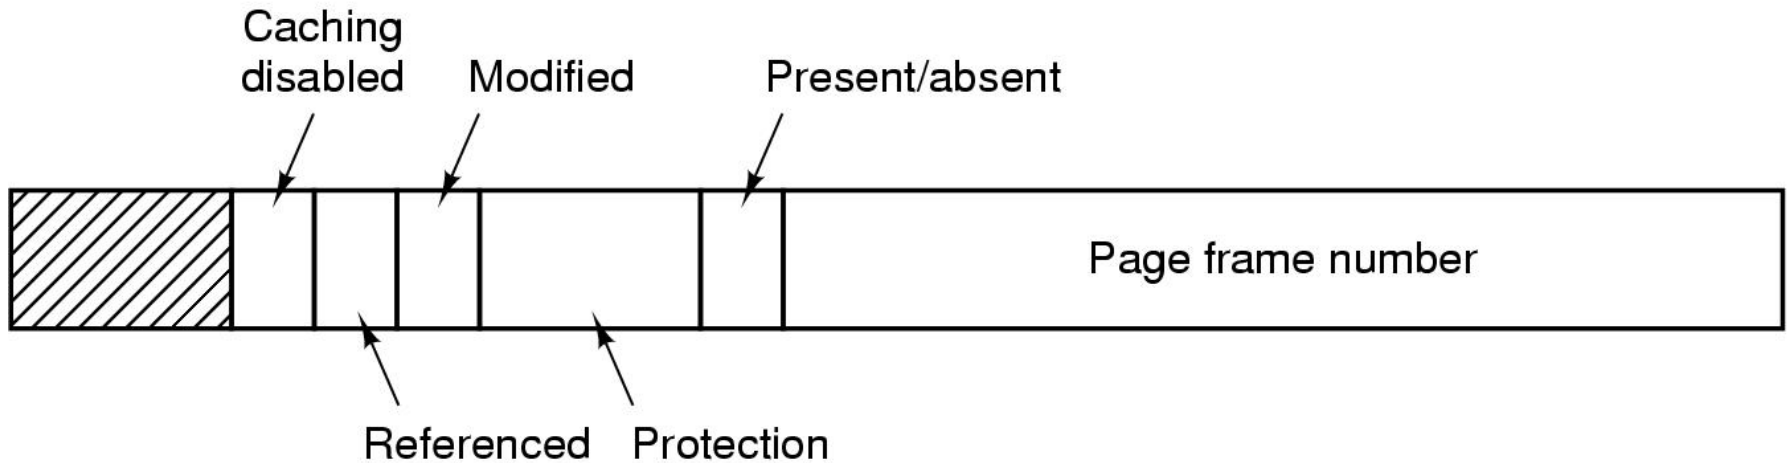 Caching
disabled
Modified
Present/absent
Page frame number
Referenced
Protection